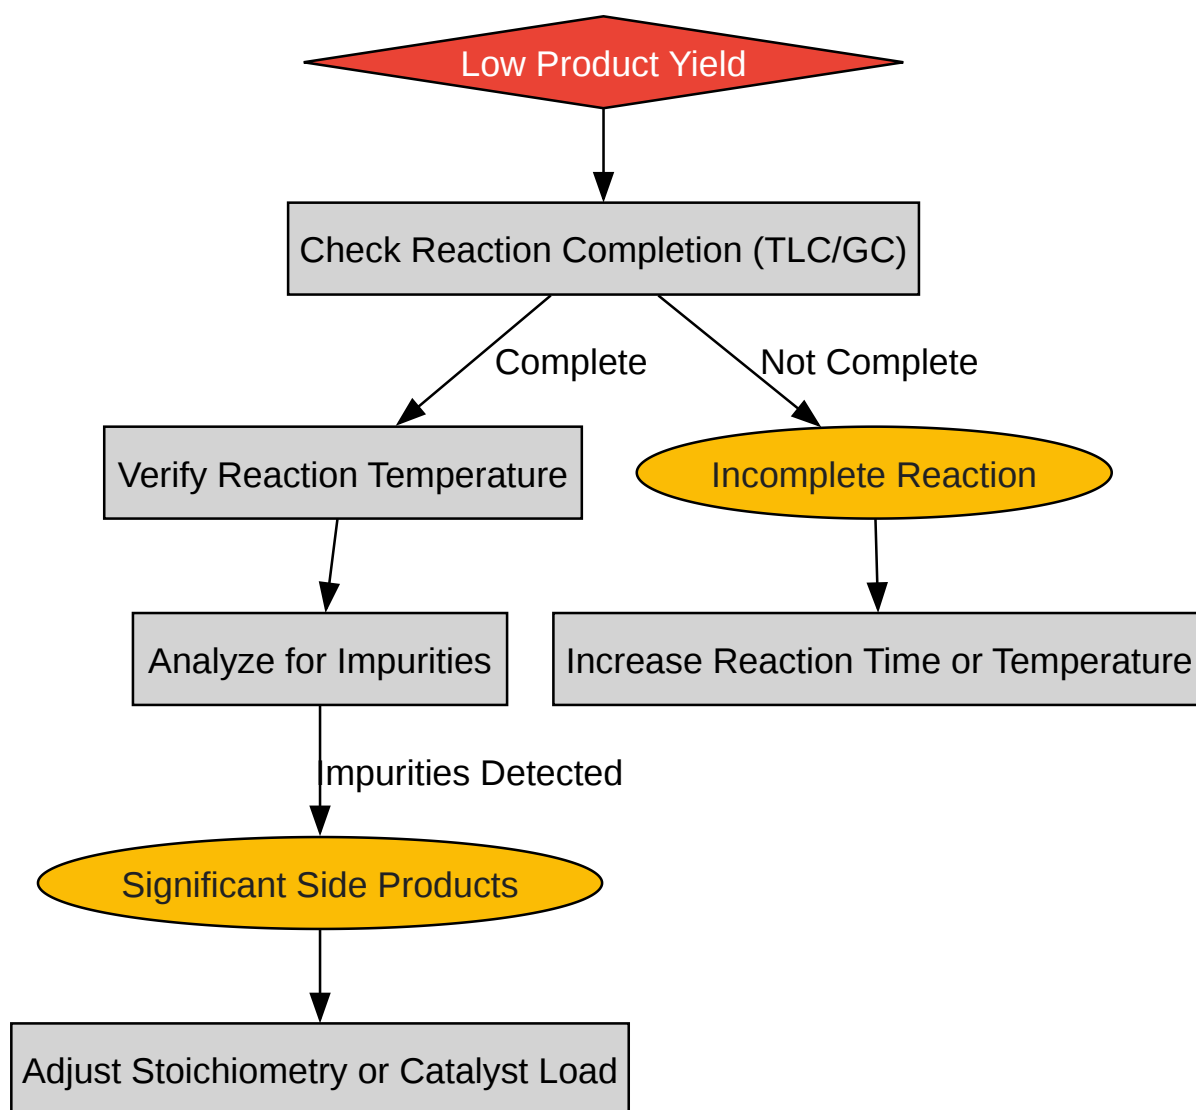 Low Product Yield
Check Reaction Completion (TLC/GC)
Complete
Not Complete
Verify Reaction Temperature
Incomplete Reaction
Analyze for Impurities
Increase Reaction Time or Temperature
Impurities Detected
Significant Side Products
Adjust Stoichiometry or Catalyst Load